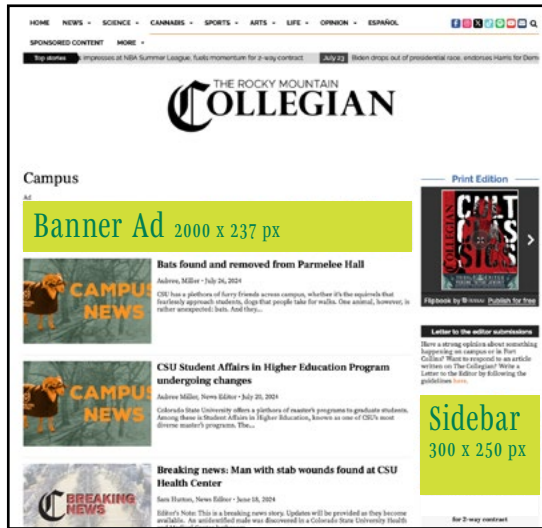 HOME NEWS SCIENCE CANNABIS SPORTS ARTS LIFE OPINION ESPAÑOL
SPONSORED CONTENT MORE
Top stories impresses at NBA Summer League, fuels momentum for 2-way contract July 23 Biden drops out of presidential race, endorses Harris for Dem
THE ROCKY MOUNTAIN
COLLEGIAN
Campus
Ad
Banner Ad 2000 x 237 px
CAMPUS
NEWS
Bats found and removed from Parmelee Hall
Aubree Miller • July 26, 2024
CSU has a plethora of furry friends across campus, whether it's the squirrels that
fearlessly approach students, dogs that people take for walks. One animal, however, is
rather unexpected: bats. And they...
CAMPUS
NEWS
CSU Student Affairs in Higher Education Program
undergoing changes
Aubree Miller, News Editor • July 20, 2024
Colorado State University offers a plethora of master's programs to graduate students.
Among these is Student Affairs in Higher Education, known as one of CSU's most
diverse master's programs. The...
C BREAKING
NEWS
Breaking news: Man with stab wounds found at CSU
Health Center
Sam Hutton, News Editor • June 18, 2024
Editor's Note: This is a breaking news story. Updates will be provided as they become
available. An unidentified male was discovered in a Colorado State University Health
Print Edition
COLLEGIAN
CULT
CLAS
SICS
Flipbook by Publish for free
Letter to the editor submissions
Have a strong opinion about something
happening on campus or in Fort
Collins? Want to respond to an article
written on The Collegian? Write a
Letter to the Editor by following the
guidelines here.
Sidebar
300 x 250 px
for 2-way contract